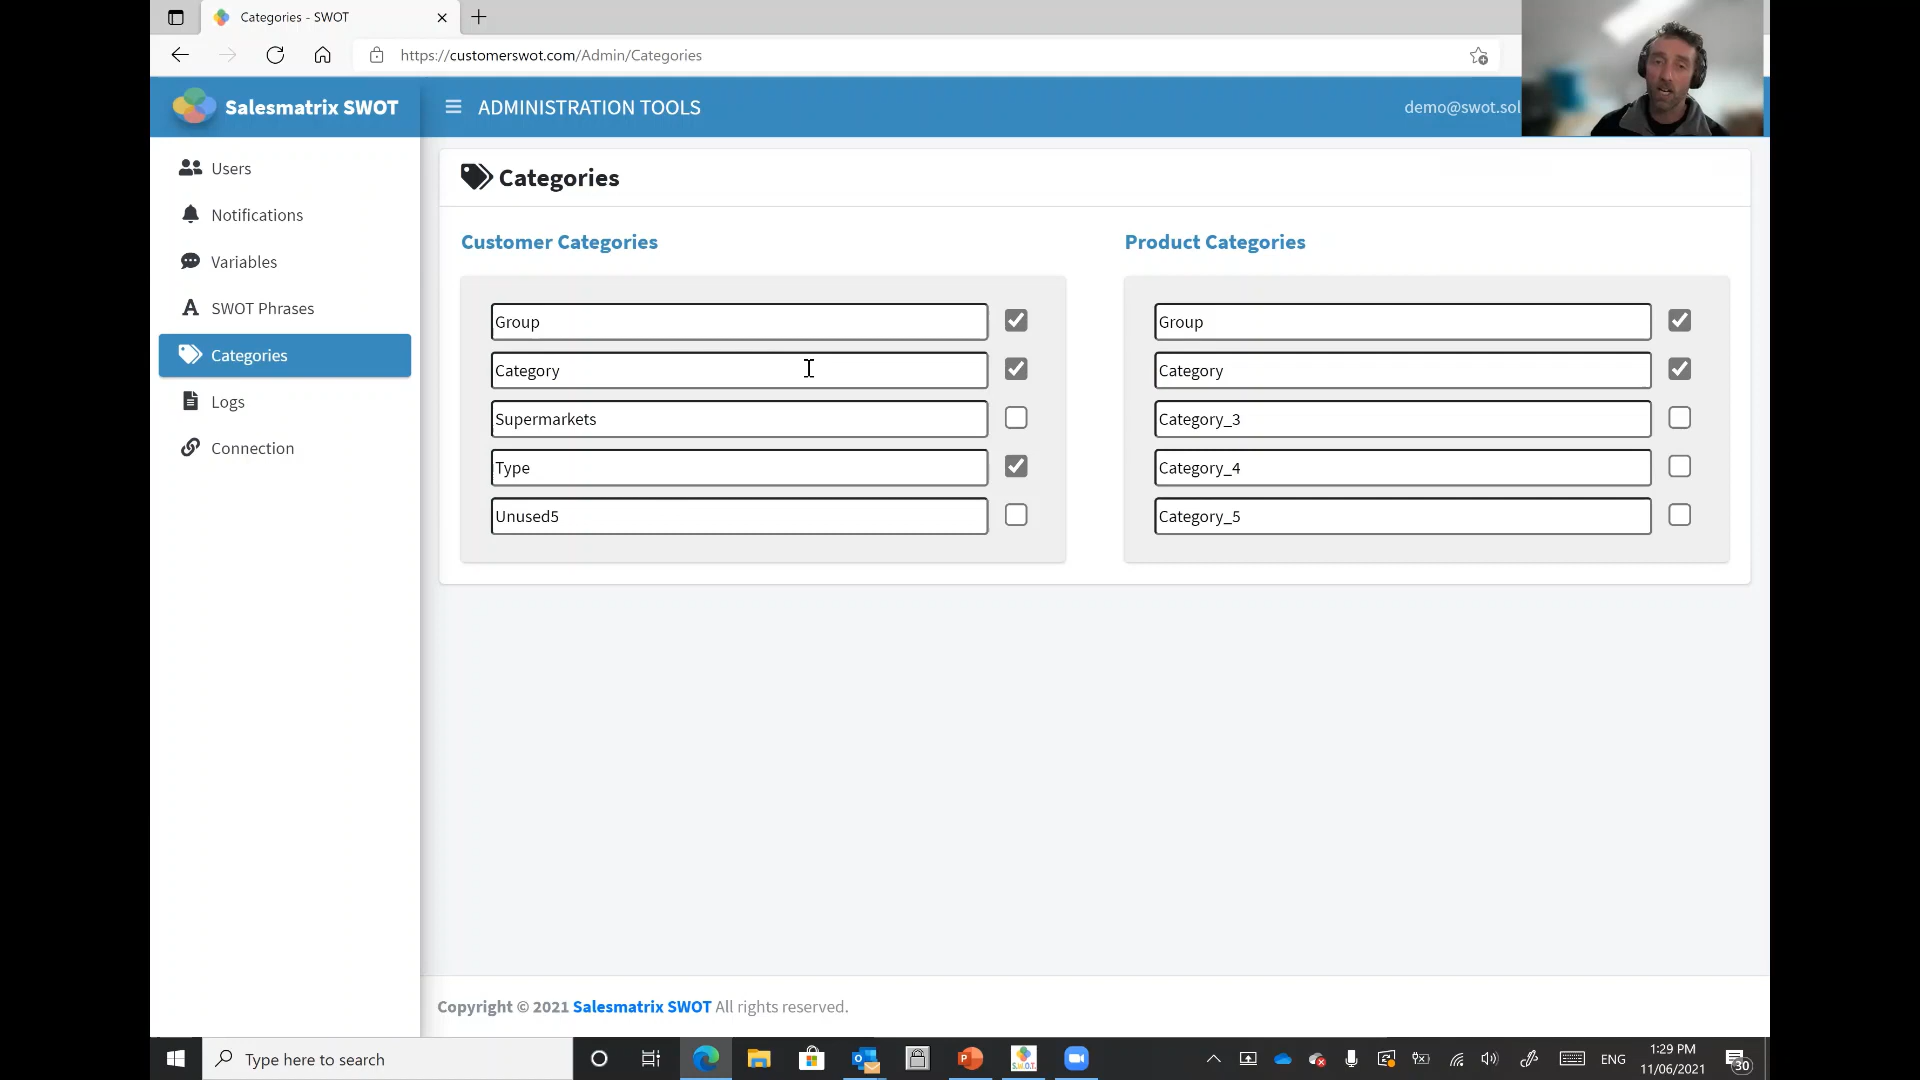 Categories - SWOT
https://customerswot.com/Admin/Categories
Salesmatrix SWOT
ADMINISTRATION TOOLS
demo@swot.sol
Users
Notifications
Variables
SWOT Phrases
Categories
Logs
Connection
Categories
Customer Categories
Group
Category
Supermarkets
Type
Unused5
Product Categories
Group
Category
Category_3
Category_4
Category_5
Copyright © 2021 Salesmatrix SWOT All rights reserved.
Type here to search
S.W.O.T.
ENG
1:29 PM
11/06/2021
30